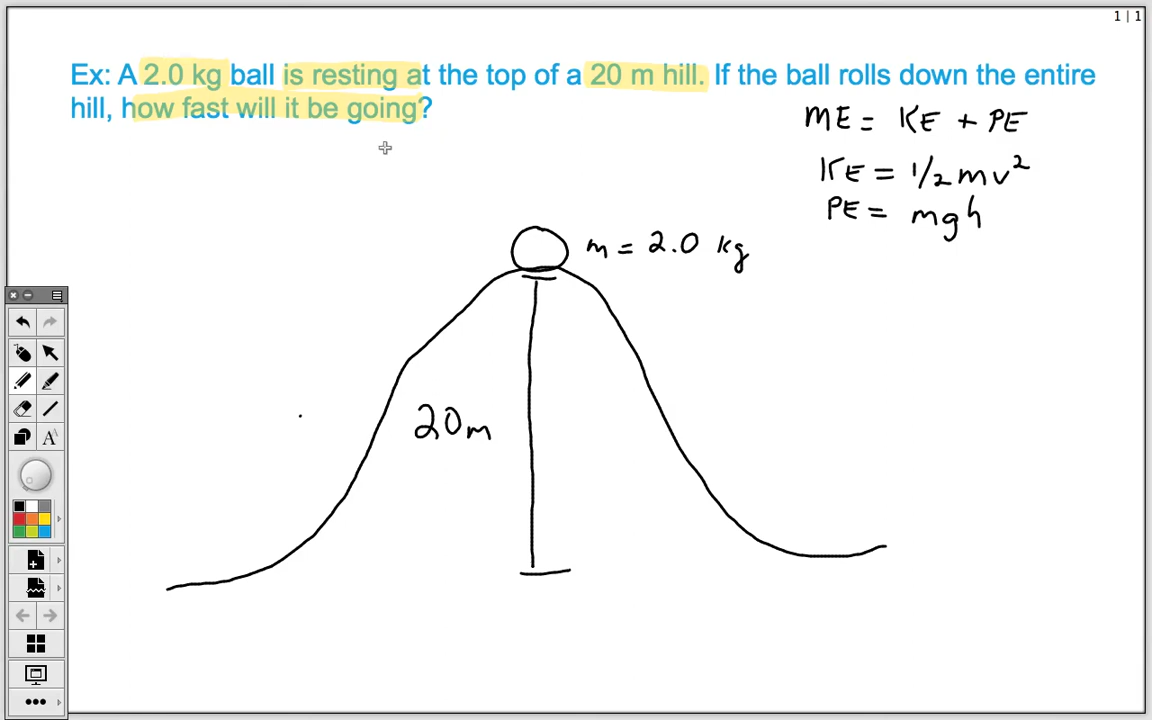 1 | 1
Ex: A 2.0 kg ball is resting at the top of a 20 m hill. If the ball rolls down the entire
hill, how fast will it be going?
ME = KE + PE
KE = 1/2 mv²
PE = mgh
m = 2.0 kg
20m
A